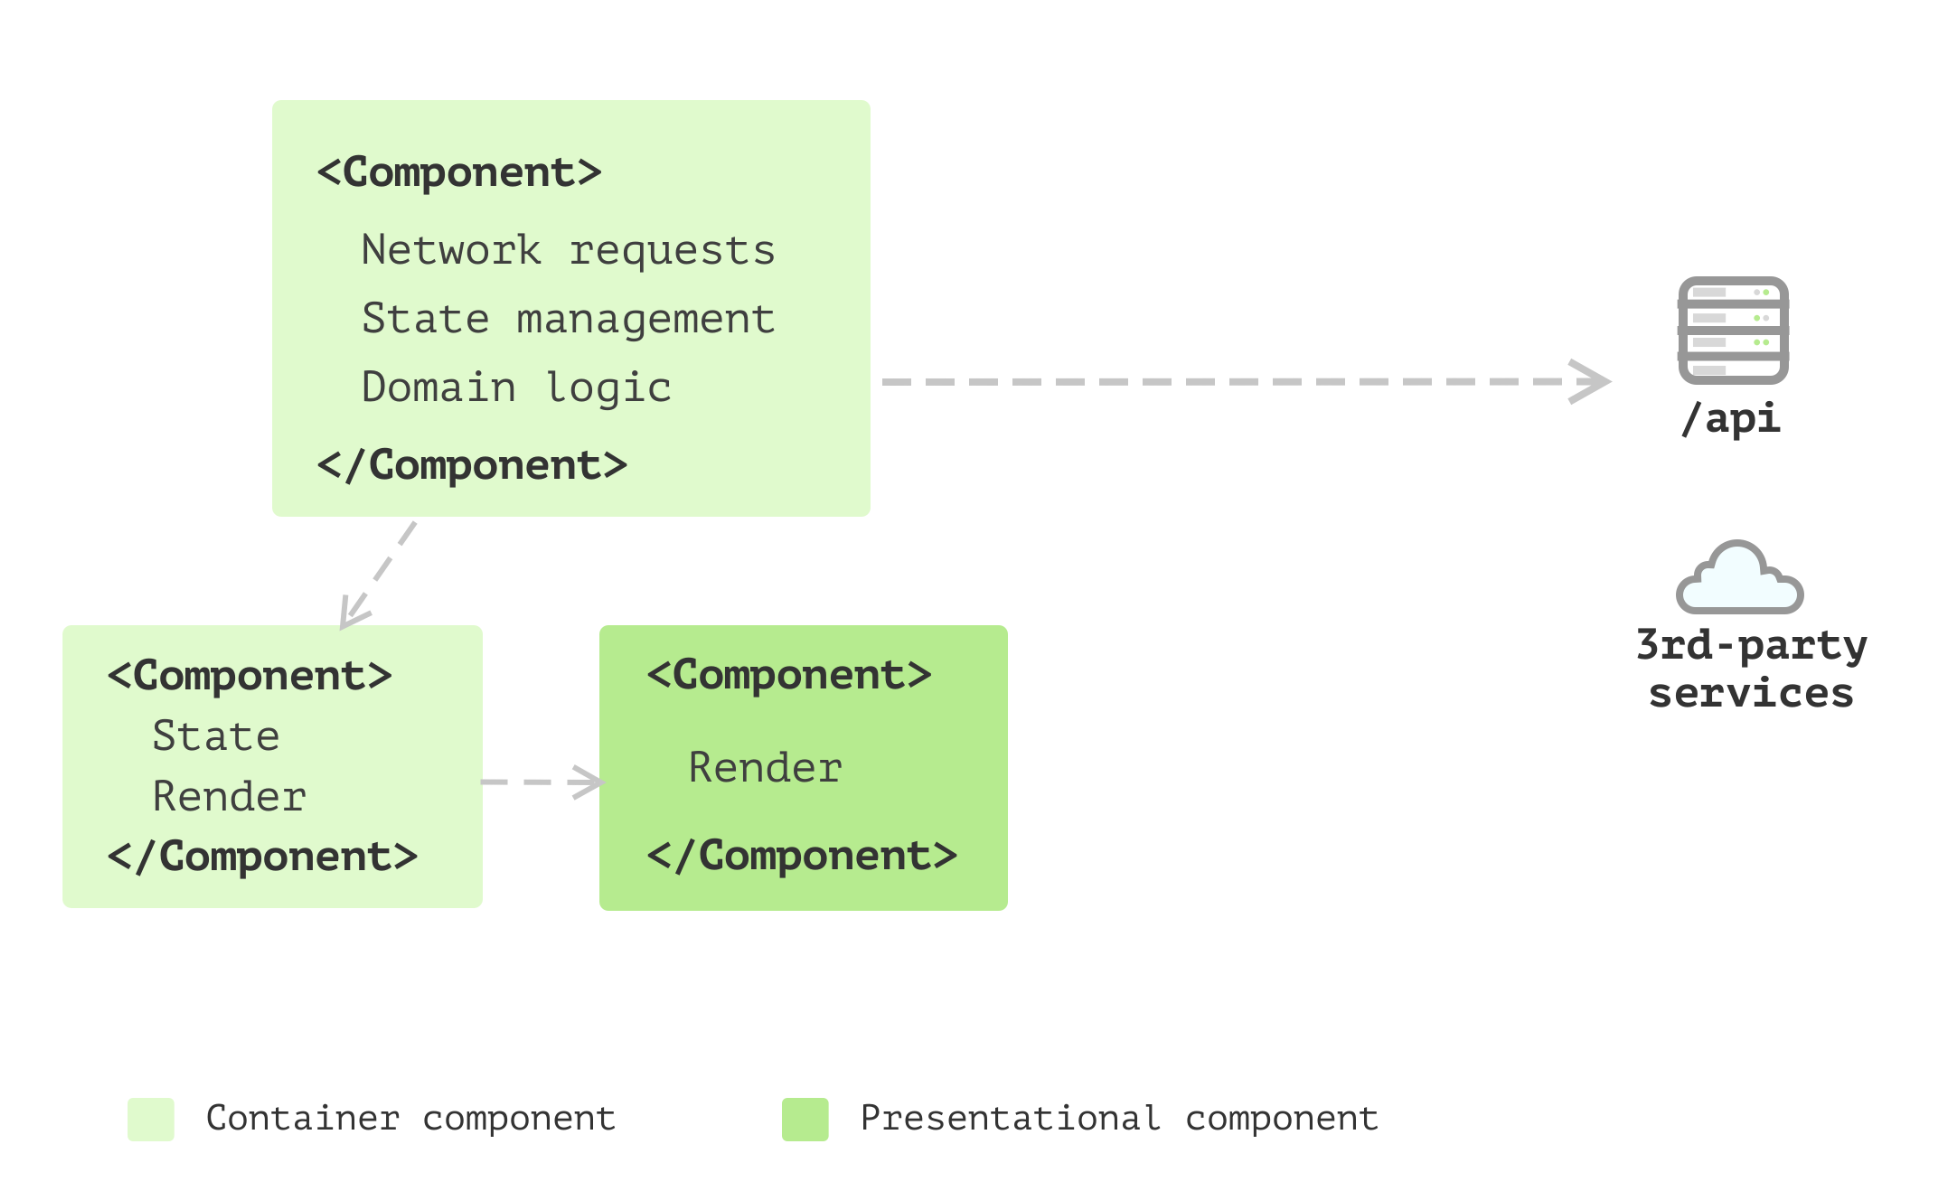 <Component>
Network requests
State management
Domain logic
</Component>
/api
3rd-party
services
<Component>
State
Render
</Component>
<Component>
Render
</Component>
Container component
Presentational component